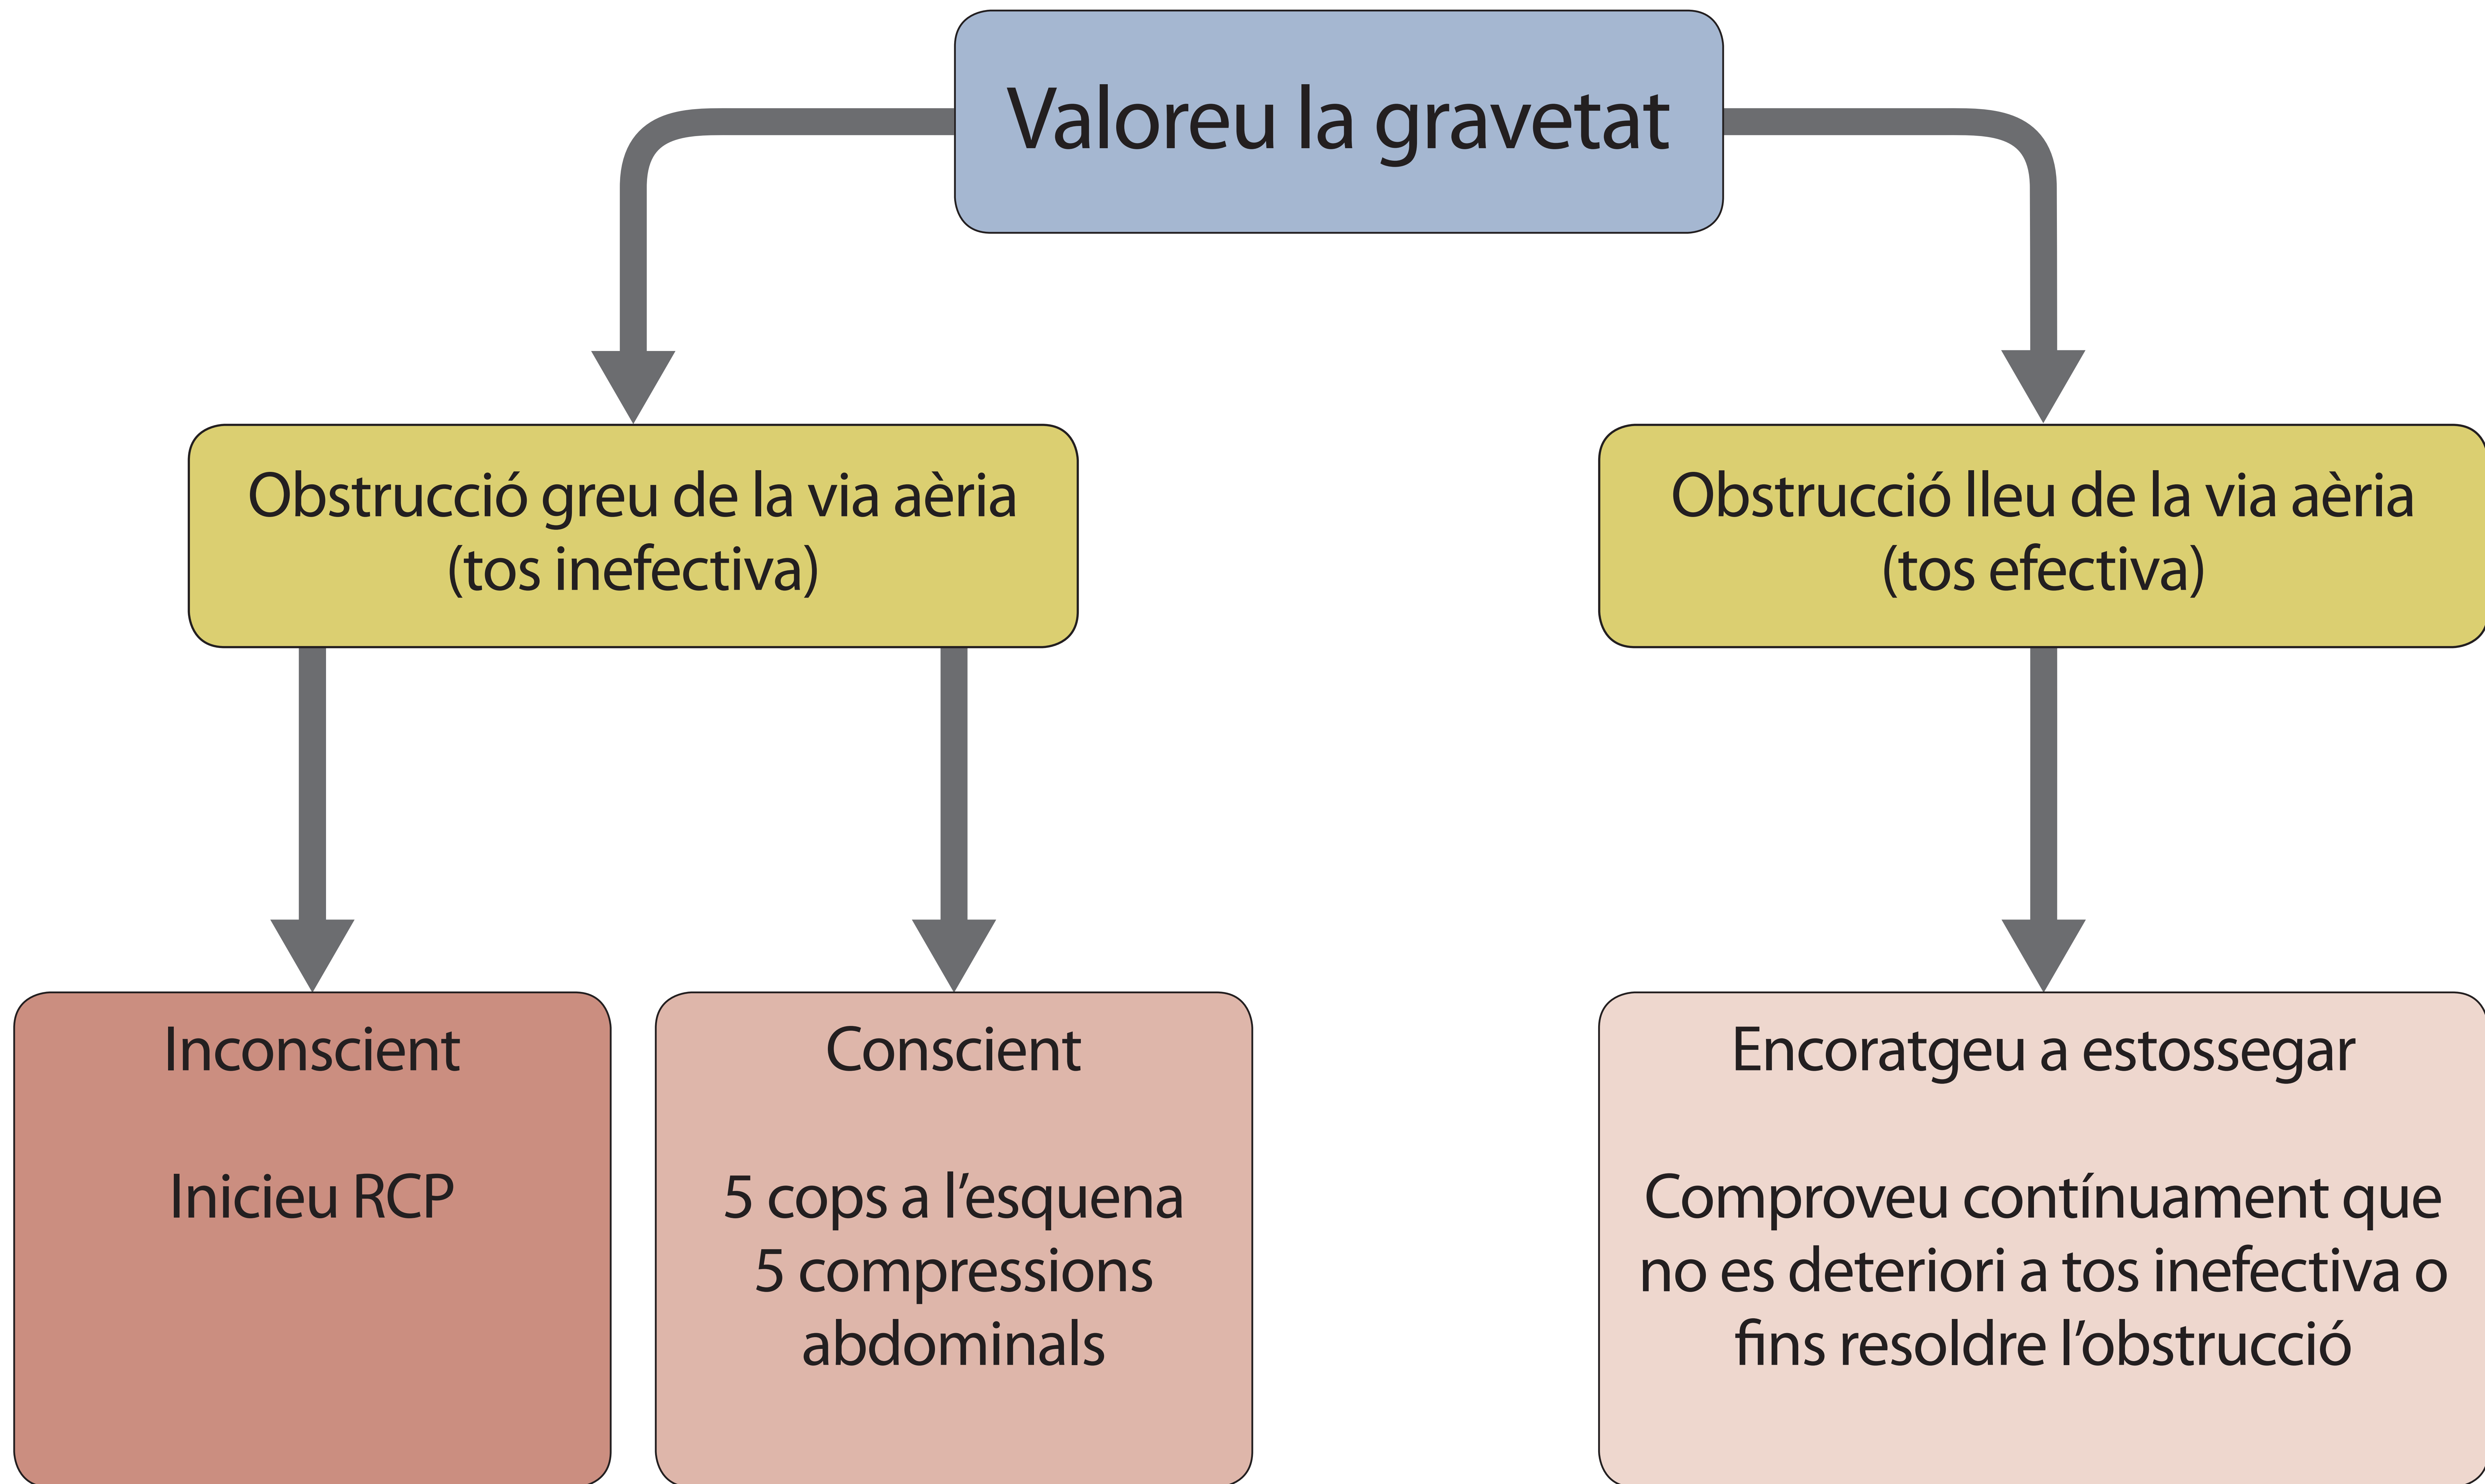 Valoreu la gravetat
Obstrucció greu de la via aèria
(tos inefectiva)
Obstrucció lleu de la via aèria
(tos efectiva)
Inconscient
Inicieu RCP
Conscient
5 cops a l’esquena
5 compressions
abdominals
Encoratgeu a estossegar
Comproveu contínuament que
no es deteriori a tos inefectiva o
fins resoldre l’obstrucció